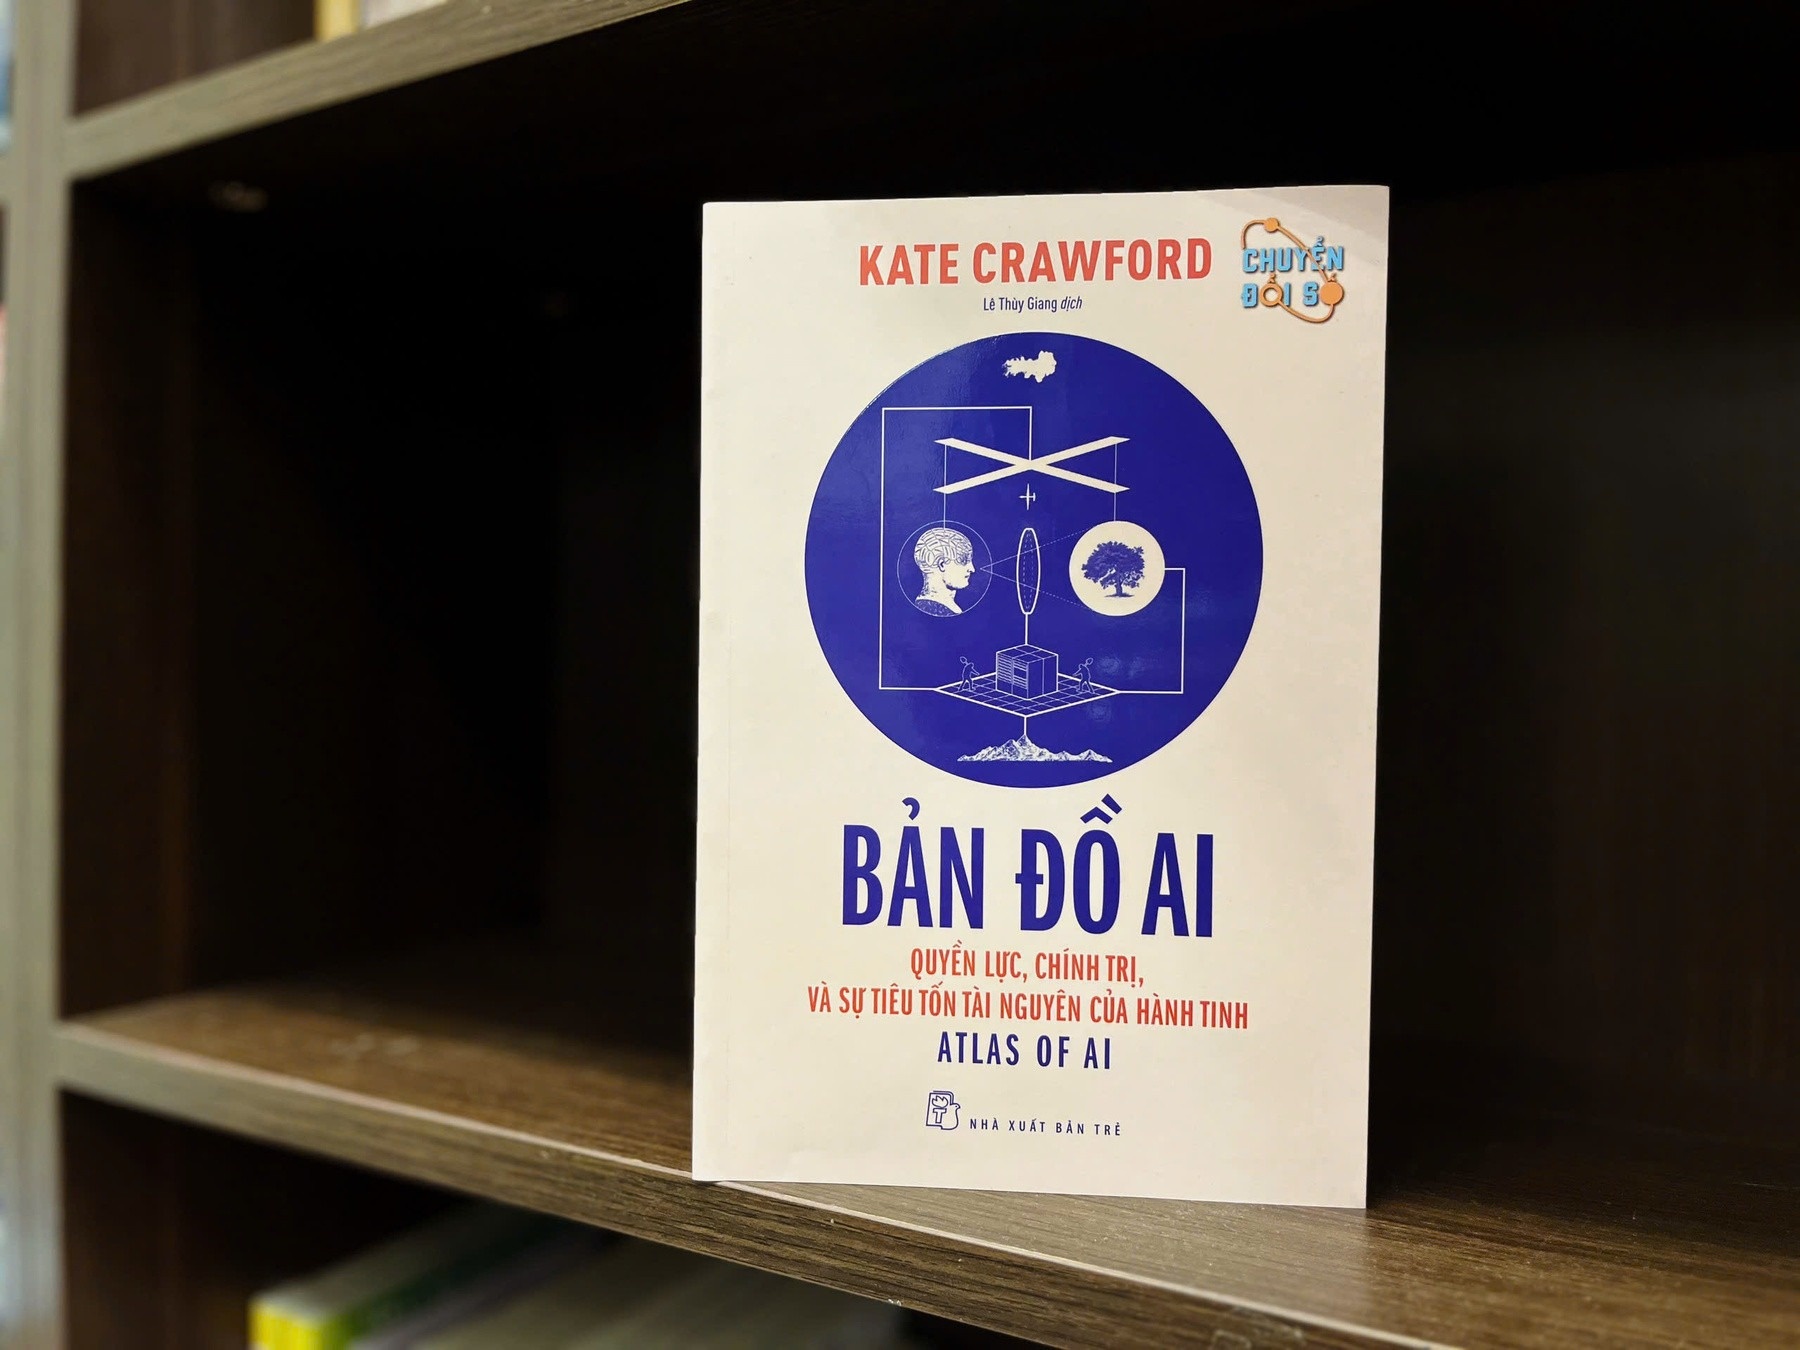 KATE CRAWFORD
Lê Thùy Giang dịch
CHUYỂN
ĐỔI SỐ
BẢN ĐỒ AI
QUYỀN LỰC, CHÍNH TRỊ,
VÀ SỰ TIÊU TỐN TÀI NGUYÊN CỦA HÀNH TINH
ATLAS OF AI
NHÀ XUẤT BẢN TRẺ